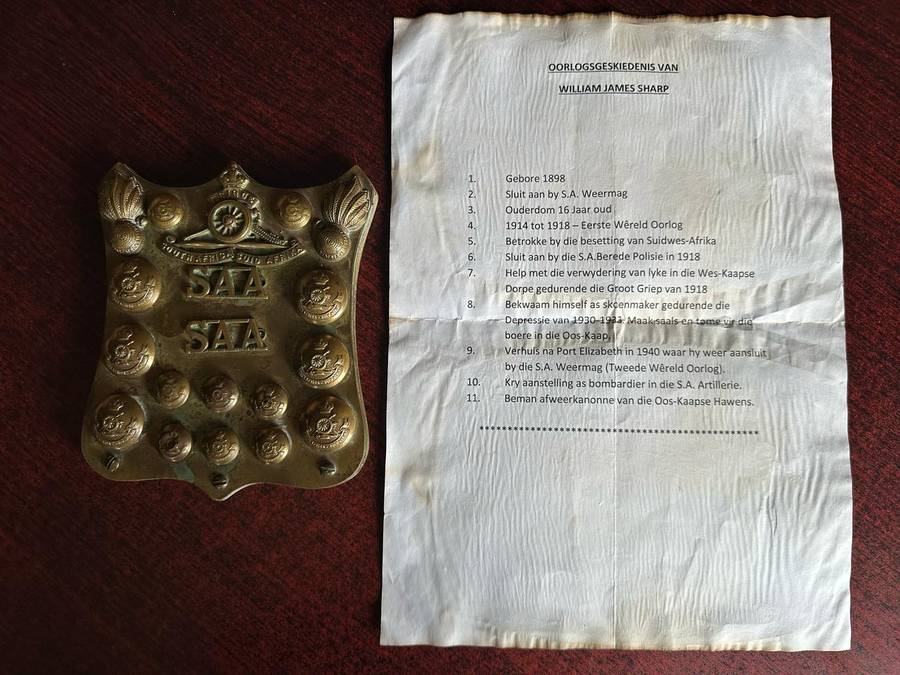 UBIQUE
SOUTH AFRICA SUID AFRIKA
SAA
SAA
OORLOGSGESKIEDENIS VAN
WILLIAM JAMES SHARP
1. Gebore 1898
2. Sluit aan by S.A. Weermag
3. Ouderdom 16 Jaar oud
4. 1914 tot 1918 – Eerste Wêreld Oorlog
5. Betrokke by die besetting van Suidwes-Afrika
6. Sluit aan by die S.A.Berede Polisie in 1918
7. Help met die verwydering van lyke in die Wes-Kaapse
Dorpe gedurende die Groot Griep van 1918
8. Bekwaam himself as skoenmaker gedurende die
Depressie van 1930-1933. Maak saals en tome vir die
boere in die Oos-Kaap.
9. Verhuis na Port Elizabeth in 1940 waar hy weer aansluit
by die S.A. Weermag (Tweede Wêreld Oorlog).
10. Kry aanstelling as bombardier in die S.A. Artillerie.
11. Beman afweerkanonne van die Oos-Kaapse Hawens.